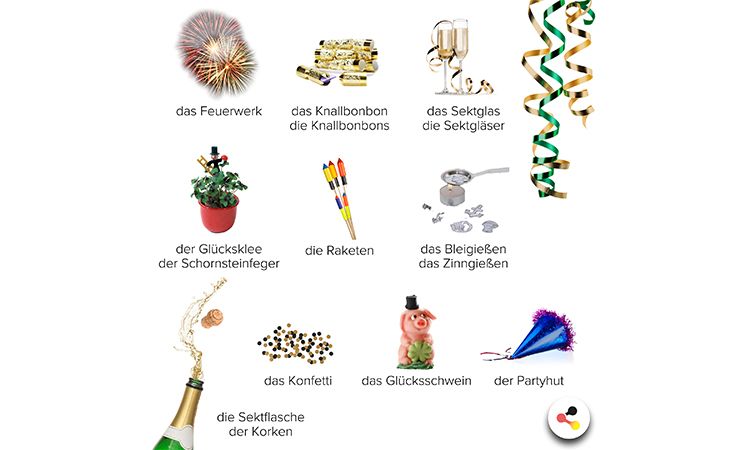 das Feuerwerk
das Knallbonbon
die Knallbonbons
das Sektglas
die Sektgläser
der Glücksklee
der Schornsteinfeger
die Raketen
das Bleigießen
das Zinngießen
das Konfetti
das Glücksschwein
der Partyhut
die Sektflasche
der Korken